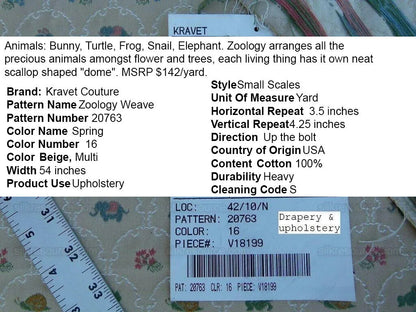 KRAVET
Animals: Bunny, Turtle, Frog, Snail, Elephant. Zoology arranges all the
precious animals amongst flower and trees, each living thing has it own neat
scallop shaped "dome". MSRP $142/yard.
Brand: Kravet Couture
Pattern Name Zoology Weave
Pattern Number 20763
Color Name Spring
Color Number 16
Color Beige, Multi
Width 54 inches
Product Use Upholstery
Style Small Scales
Unit Of Measure Yard
Horizontal Repeat 3.5 inches
Vertical Repeat 4.25 inches
Direction Up the bolt
Country of Origin USA
Content Cotton 100%
Durability Heavy
Cleaning Code S
LOC: 42/10/N
PATTERN: 20763
COLOR: 16
PIECE#: V18199
Drapery &
upholstery
KRAVET
PAT: 20763 CLR: 16 PIECE: V18199